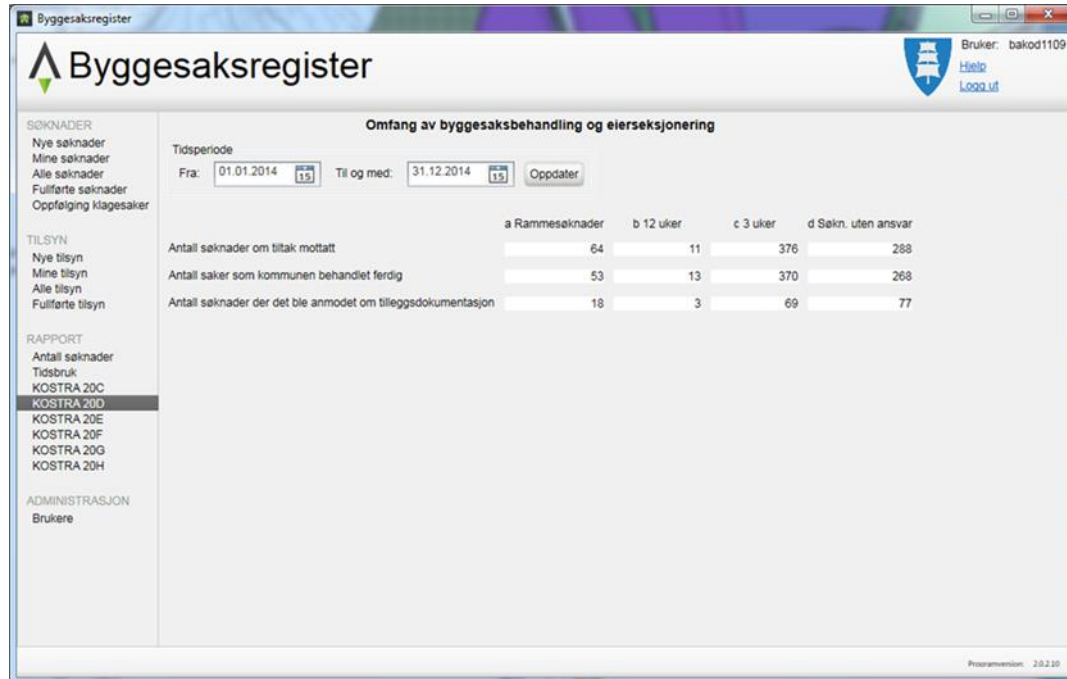 Byggesaksregister
Byggesaksregister
Bruker: bakod1109
Hjelp
Logg ut
SØKNADER
Nye søknader
Mine søknader
Alle søknader
Fullførte søknader
Oppfølging klagesaker
TILSYN
Nye tilsyn
Mine tilsyn
Alle tilsyn
Fullførte tilsyn
RAPPORT
Antall søknader
Tidsbruk
KOSTRA 20C
KOSTRA 20D
KOSTRA 20E
KOSTRA 20F
KOSTRA 20G
KOSTRA 20H
ADMINISTRASJON
Brukere
Omfang av byggesaksbehandling og eierseksjonering
Tidsperiode
Fra: 01.01.2014 15 Til og med: 31.12.2014 15 Oppdater
a Rammesøknader b 12 uker c 3 uker d Søkn. uten ansvar
Antall søknader om tiltak mottatt 64 11 376 288
Antall saker som kommunen behandlet ferdig 53 13 370 268
Antall søknader der det ble anmodet om tilleggsdokumentasjon 18 3 69 77
Programversion: 2.0.2.10